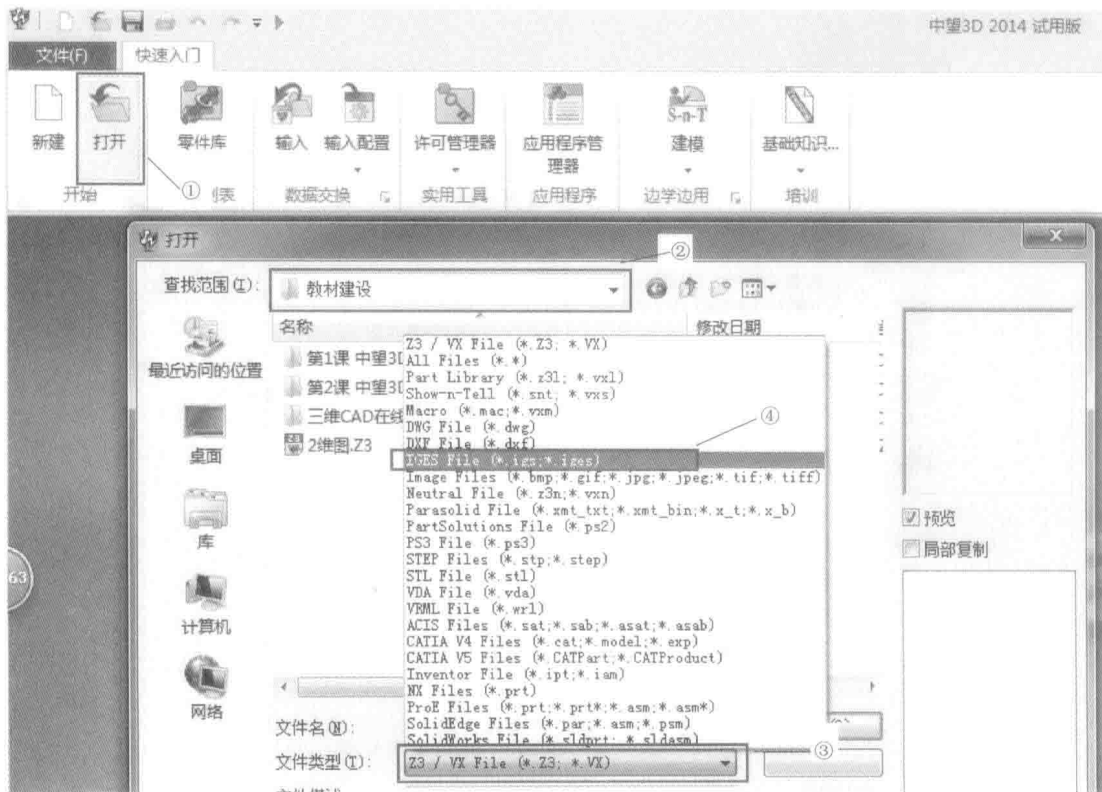 中望3D 2014 试用版
文件(F) 快速入门
新建 打开 零件库 输入 输入配置 许可管理器 应用程序管理器 S-n-T 建模 基础知识...
开始 ① 表 数据交换 实用工具 应用程序 边学边用 培训
打开
②
查找范围(I): 教材建设
名称 修改日期
最近访问的位置
第1课 中望3D
第2课 中望3D
三维CAD在线
2维图.Z3
桌面
库
计算机
网络
63
Z3 / VX File (*.Z3; *.VX)
All Files (*.*)
Part Library (*.z3l; *.vxl)
Show-n-Tell (*.snt; *.vxs)
Macro (*.mac;*.vxm)
DWG File (*.dwg)
DXF File (*.dxf)
④
IGES File (*.igs;*.iges)
Image Files (*.bmp;*.gif;*.jpg;*.jpeg;*.tif;*.tiff)
Neutral File (*.z3n;*.vxn)
Parasolid File (*.xmt_txt;*.xmt_bin;*.x_t;*.x_b)
PartSolutions File (*.ps2)
PS3 File (*.ps3)
STEP Files (*.stp;*.step)
STL File (*.stl)
VDA File (*.vda)
VRML File (*.wrl)
ACIS Files (*.sat;*.sab;*.asat;*.asab)
CATIA V4 Files (*.cat;*.model;*.exp)
CATIA V5 Files (*.CATPart;*.CATProduct)
Inventor File (*.ipt;*.iam)
NX Files (*.prt)
ProE Files (*.prt;*.prt*;*.asm;*.asm*)
SolidEdge Files (*.par;*.asm;*.psm)
SolidWorks File (*.sldprt; *.sldasm)
预览
局部复制
文件名(N):
③
文件类型(T): Z3 / VX File (*.Z3; *.VX)